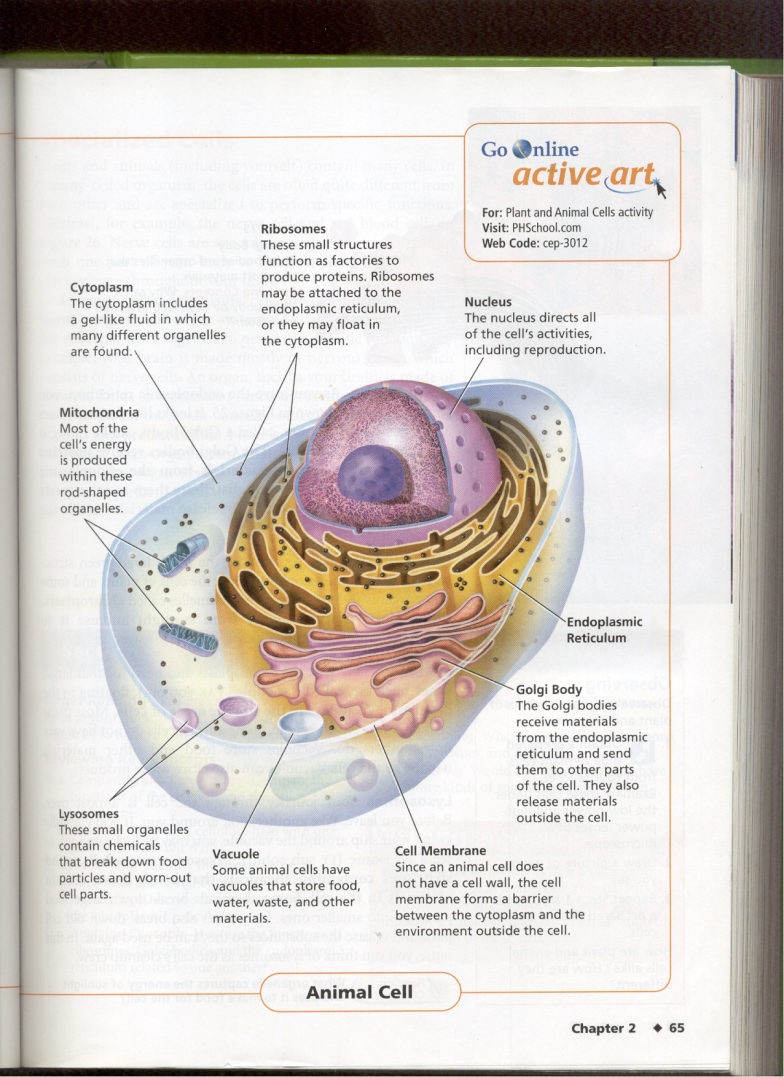 Go Online
active art
For: Plant and Animal Cells activity
Visit: PHSchool.com
Web Code: cep-3012
Ribosomes
These small structures
function as factories to
produce proteins. Ribosomes
may be attached to the
endoplasmic reticulum,
or they may float in
the cytoplasm.
Cytoplasm
The cytoplasm includes
a gel-like fluid in which
many different organelles
are found.
Nucleus
The nucleus directs all
of the cell's activities,
including reproduction.
Mitochondria
Most of the
cell's energy
is produced
within these
rod-shaped
organelles.
Endoplasmic
Reticulum
Golgi Body
The Golgi bodies
receive materials
from the endoplasmic
reticulum and send
them to other parts
of the cell. They also
release materials
outside the cell.
Lysosomes
These small organelles
contain chemicals
that break down food
particles and worn-out
cell parts.
Vacuole
Some animal cells have
vacuoles that store food,
water, waste, and other
materials.
Cell Membrane
Since an animal cell does
not have a cell wall, the cell
membrane forms a barrier
between the cytoplasm and the
environment outside the cell.
Animal Cell
Chapter 2 ◆ 65